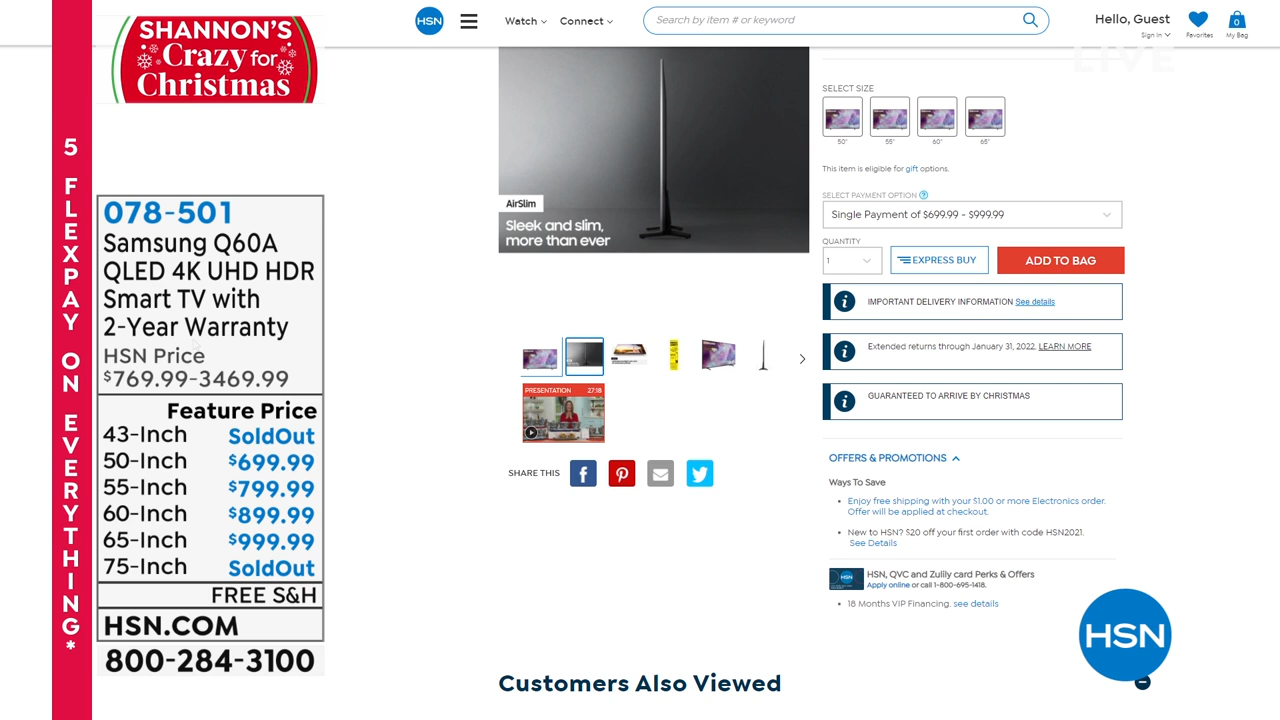 SHANNON'S
Crazy for
Christmas
5 FLEXPAY ON EVERYTHING*
078-501
Samsung Q60A
QLED 4K UHD HDR
Smart TV with
2-Year Warranty
HSN Price
$769.99-3469.99
Feature Price
43-Inch SoldOut
50-Inch $699.99
55-Inch $799.99
60-Inch $899.99
65-Inch $999.99
75-Inch SoldOut
FREE S&H
HSN.COM
800-284-3100
HSN
Watch
Connect
Search by item # or keyword
Hello, Guest
Sign in
Favorites
0
My Bag
LIVE
AirSlim
Sleek and slim,
more than ever
PRESENTATION 27:18
SHARE THIS
SELECT SIZE
50" 55" 60" 65"
This item is eligible for gift options.
SELECT PAYMENT OPTION ?
Single Payment of $699.99 - $999.99
QUANTITY
1
EXPRESS BUY
ADD TO BAG
IMPORTANT DELIVERY INFORMATION See details
Extended returns through January 31, 2022. LEARN MORE
GUARANTEED TO ARRIVE BY CHRISTMAS
OFFERS & PROMOTIONS
Ways To Save
• Enjoy free shipping with your $1.00 or more Electronics order.
Offer will be applied at checkout.
• New to HSN? $20 off your first order with code HSN2021.
See Details
HSN, QVC and Zulily card Perks & Offers
Apply online or call 1-800-695-1418.
• 18 Months VIP Financing. see details
HSN
Customers Also Viewed